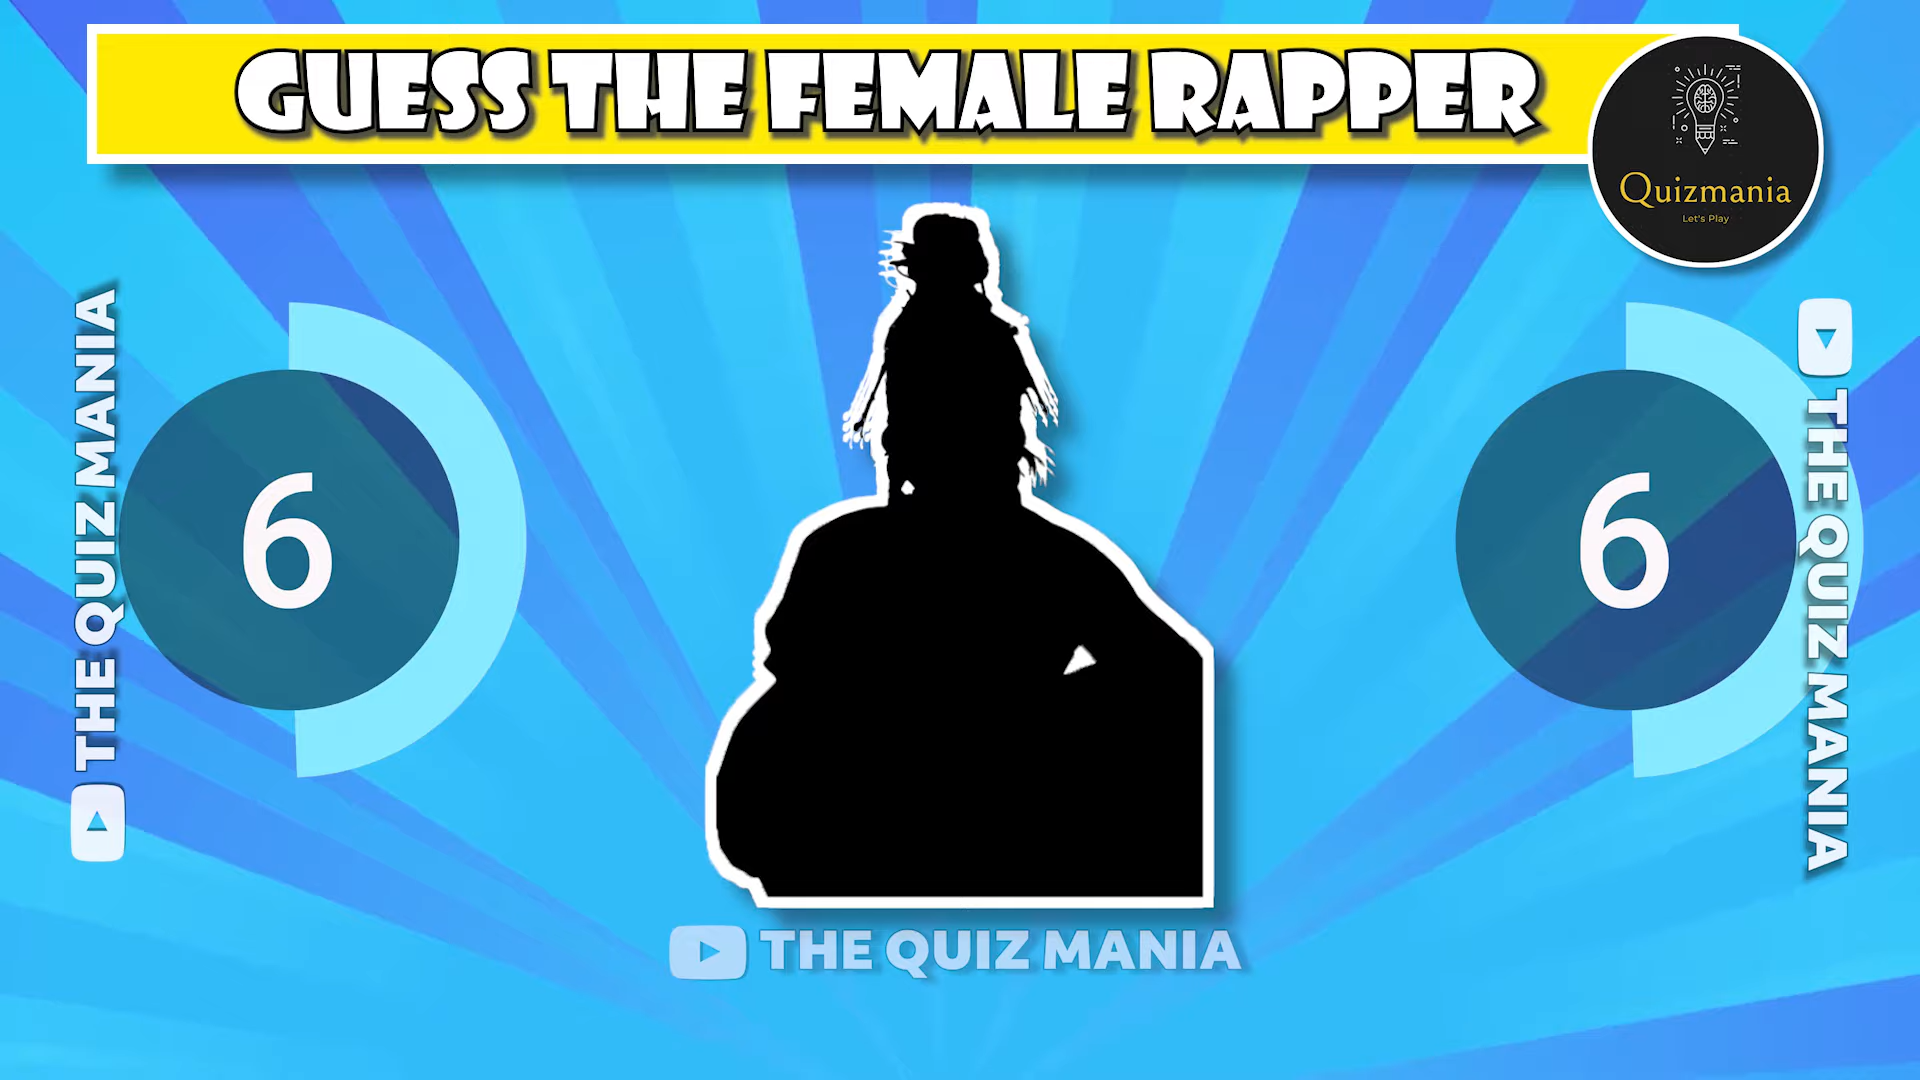 GUESS THE FEMALE RAPPER
Quizmania
Let's Play
THE QUIZ MANIA
6
6
THE QUIZ MANIA
THE QUIZ MANIA